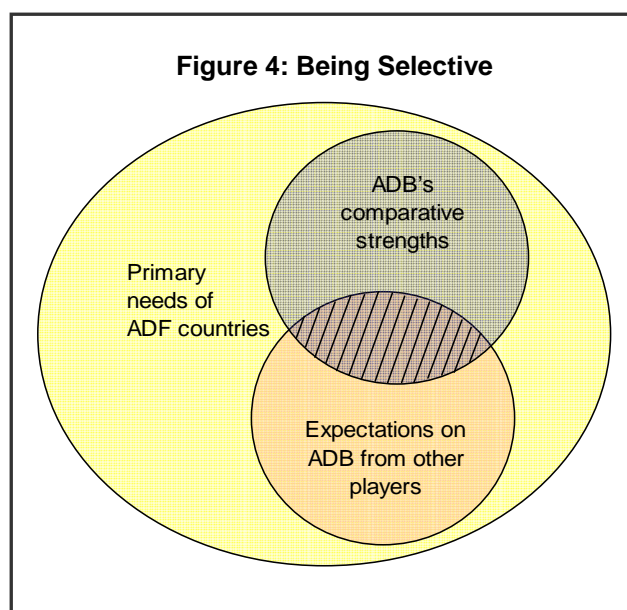 Figure 4: Being Selective
ADB's
comparative
strengths
Primary
needs of
ADF countries
Expectations on
ADB from other
players